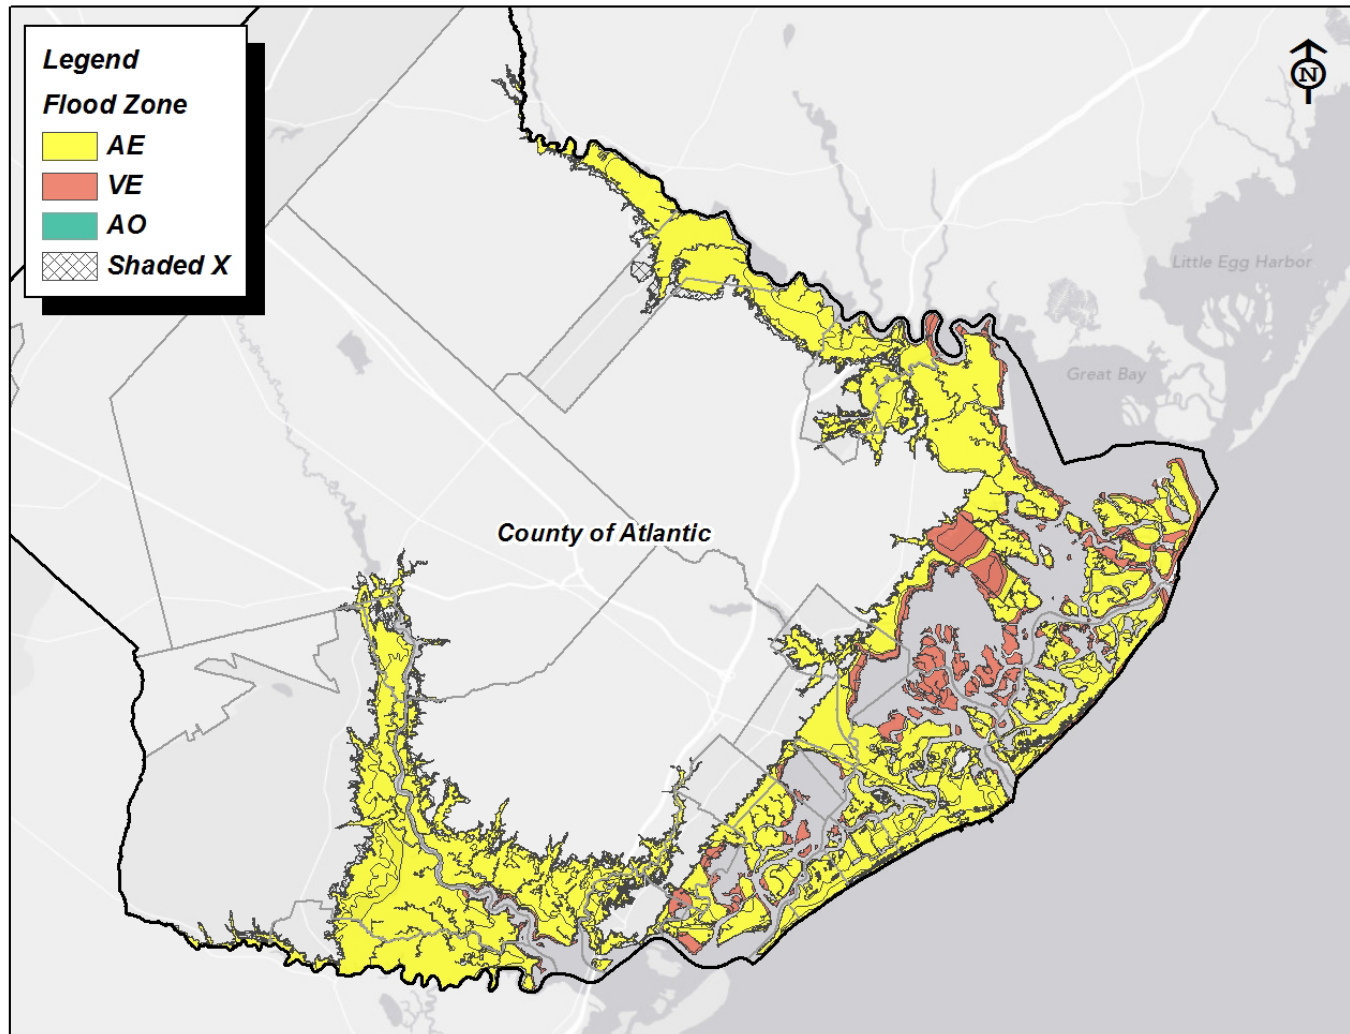 Legend
Flood Zone
AE
VE
AO
Shaded X
N
Little Egg Harbor
Great Bay
County of Atlantic